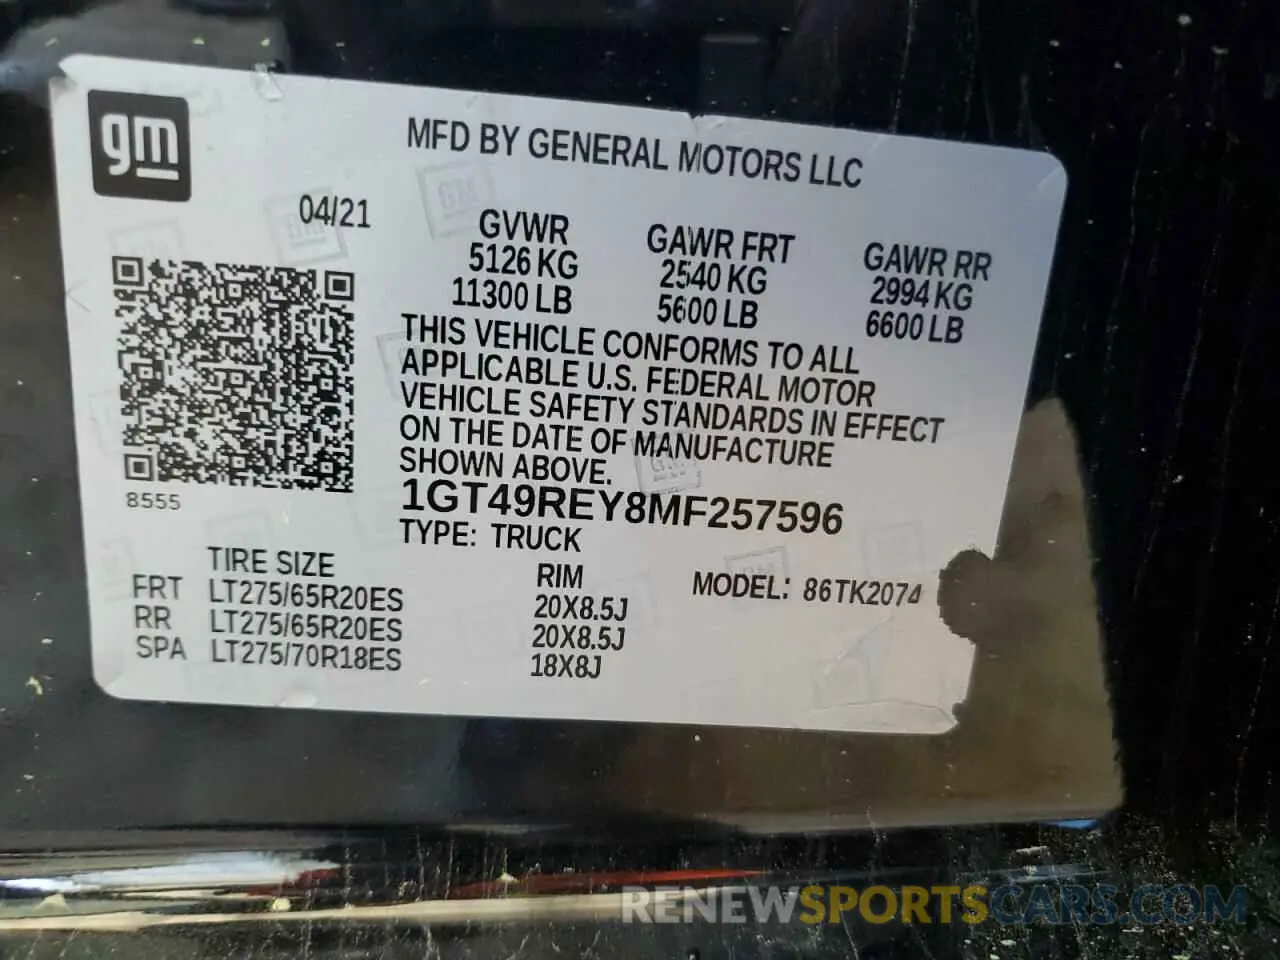 gm
MFD BY GENERAL MOTORS LLC
04/21
GVWR GAWR FRT GAWR RR
5126 KG 2540 KG 2994 KG
11300 LB 5600 LB 6600 LB
THIS VEHICLE CONFORMS TO ALL
APPLICABLE U.S. FEDERAL MOTOR
VEHICLE SAFETY STANDARDS IN EFFECT
ON THE DATE OF MANUFACTURE
SHOWN ABOVE.
8555
1GT49REY8MF257596
TYPE: TRUCK
TIRE SIZE RIM MODEL: 86TK2074
FRT LT275/65R20ES 20X8.5J
RR LT275/65R20ES 20X8.5J
SPA LT275/70R18ES 18X8J
RENEWSPORTSCARS.COM